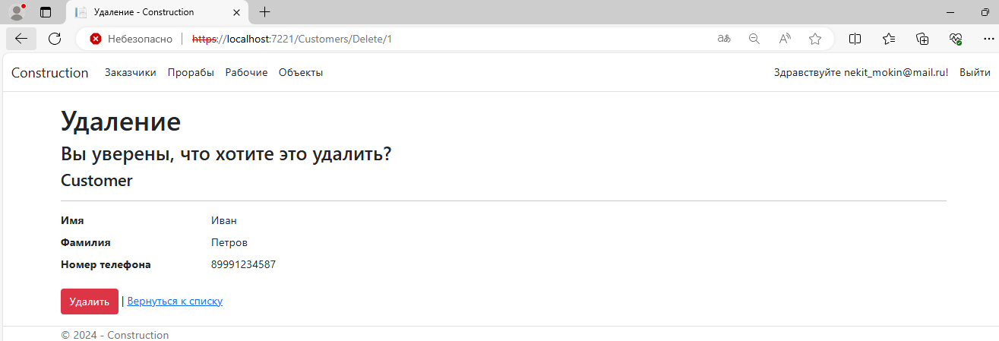 Удаление - Construction
Небезопасно https://localhost:7221/Customers/Delete/1
Construction Заказчики Прорабы Рабочие Объекты Здравствуйте nekit_mokin@mail.ru! Выйти
Удаление
Вы уверены, что хотите это удалить?
Customer
Имя Иван
Фамилия Петров
Номер телефона 89991234587
Удалить | Вернуться к списку
© 2024 - Construction